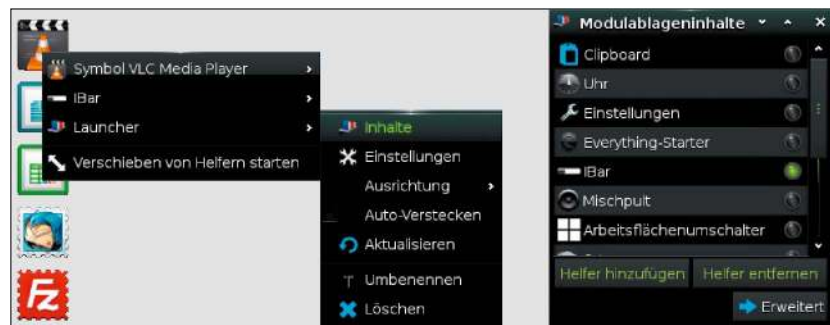 Symbol VLC Media Player
IBar
Launcher
Verschieben von Helfern starten
Inhalte
Einstellungen
Ausrichtung
Auto-Verstecken
Aktualisieren
Umbenennen
Löschen
Modulablageninhalte
Clipboard
Uhr
Einstellungen
Everything-Starter
IBar
Mischpult
Arbeitsflächenumschalter
Helfer hinzufügen Helfer entfernen
Erweitert
Fz